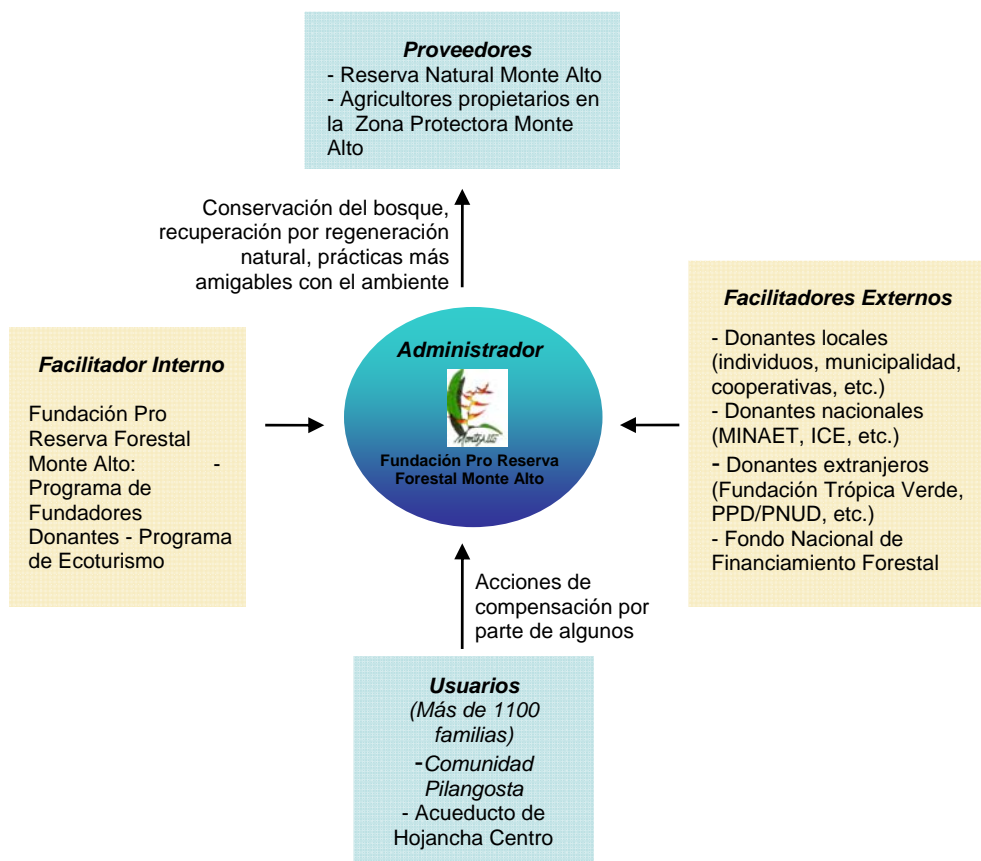 Proveedores
- Reserva Natural Monte Alto
- Agricultores propietarios en
la Zona Protectora Monte
Alto
Conservación del bosque,
recuperación por regeneración
natural, prácticas más
amigables con el ambiente
Facilitador Interno
Fundación Pro
Reserva Forestal
Monte Alto: -
Programa de
Fundadores
Donantes - Programa
de Ecoturismo
Administrador
MonteAlto
Fundación Pro Reserva
Forestal Monte Alto
Facilitadores Externos
- Donantes locales
(individuos, municipalidad,
cooperativas, etc.)
- Donantes nacionales
(MINAET, ICE, etc.)
- Donantes extranjeros
(Fundación Trópica Verde,
PPD/PNUD, etc.)
- Fondo Nacional de
Financiamiento Forestal
Acciones de
compensación por
parte de algunos
Usuarios
(Más de 1100
familias)
-Comunidad
Pilangosta
- Acueducto de
Hojancha Centro